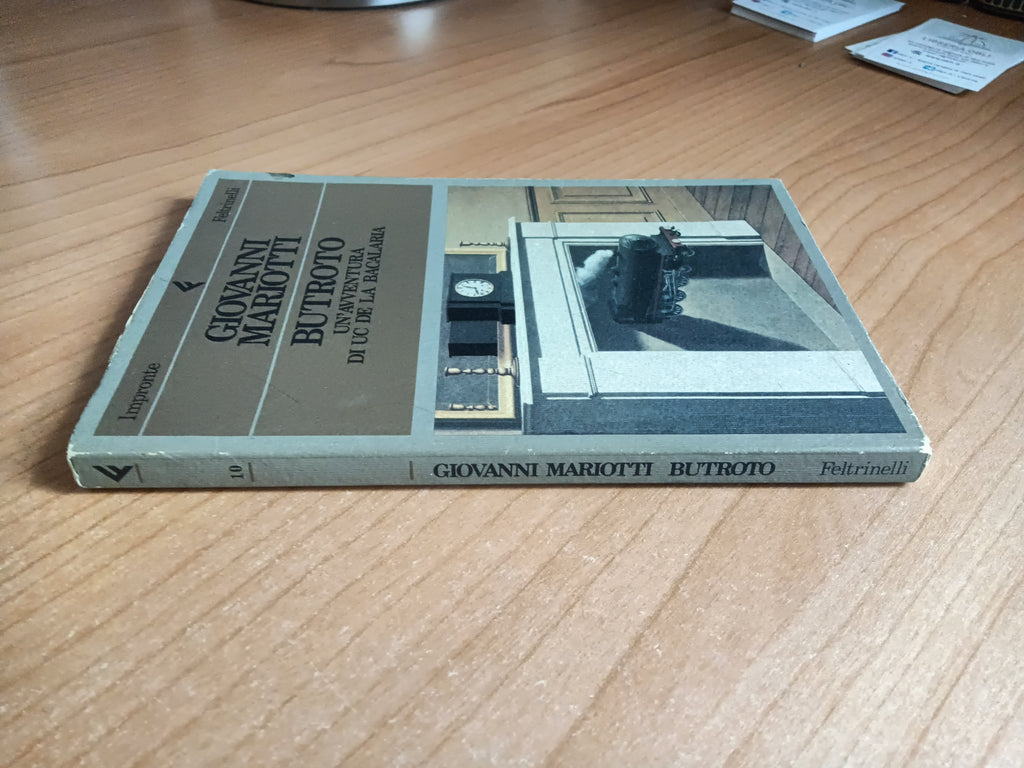 Impronte
Feltrinelli
GIOVANNI
MARIOTTI
BUTROTO
UN'AVVENTURA
DI UC DE LA BACALARIA
10
GIOVANNI MARIOTTI BUTROTO
Feltrinelli